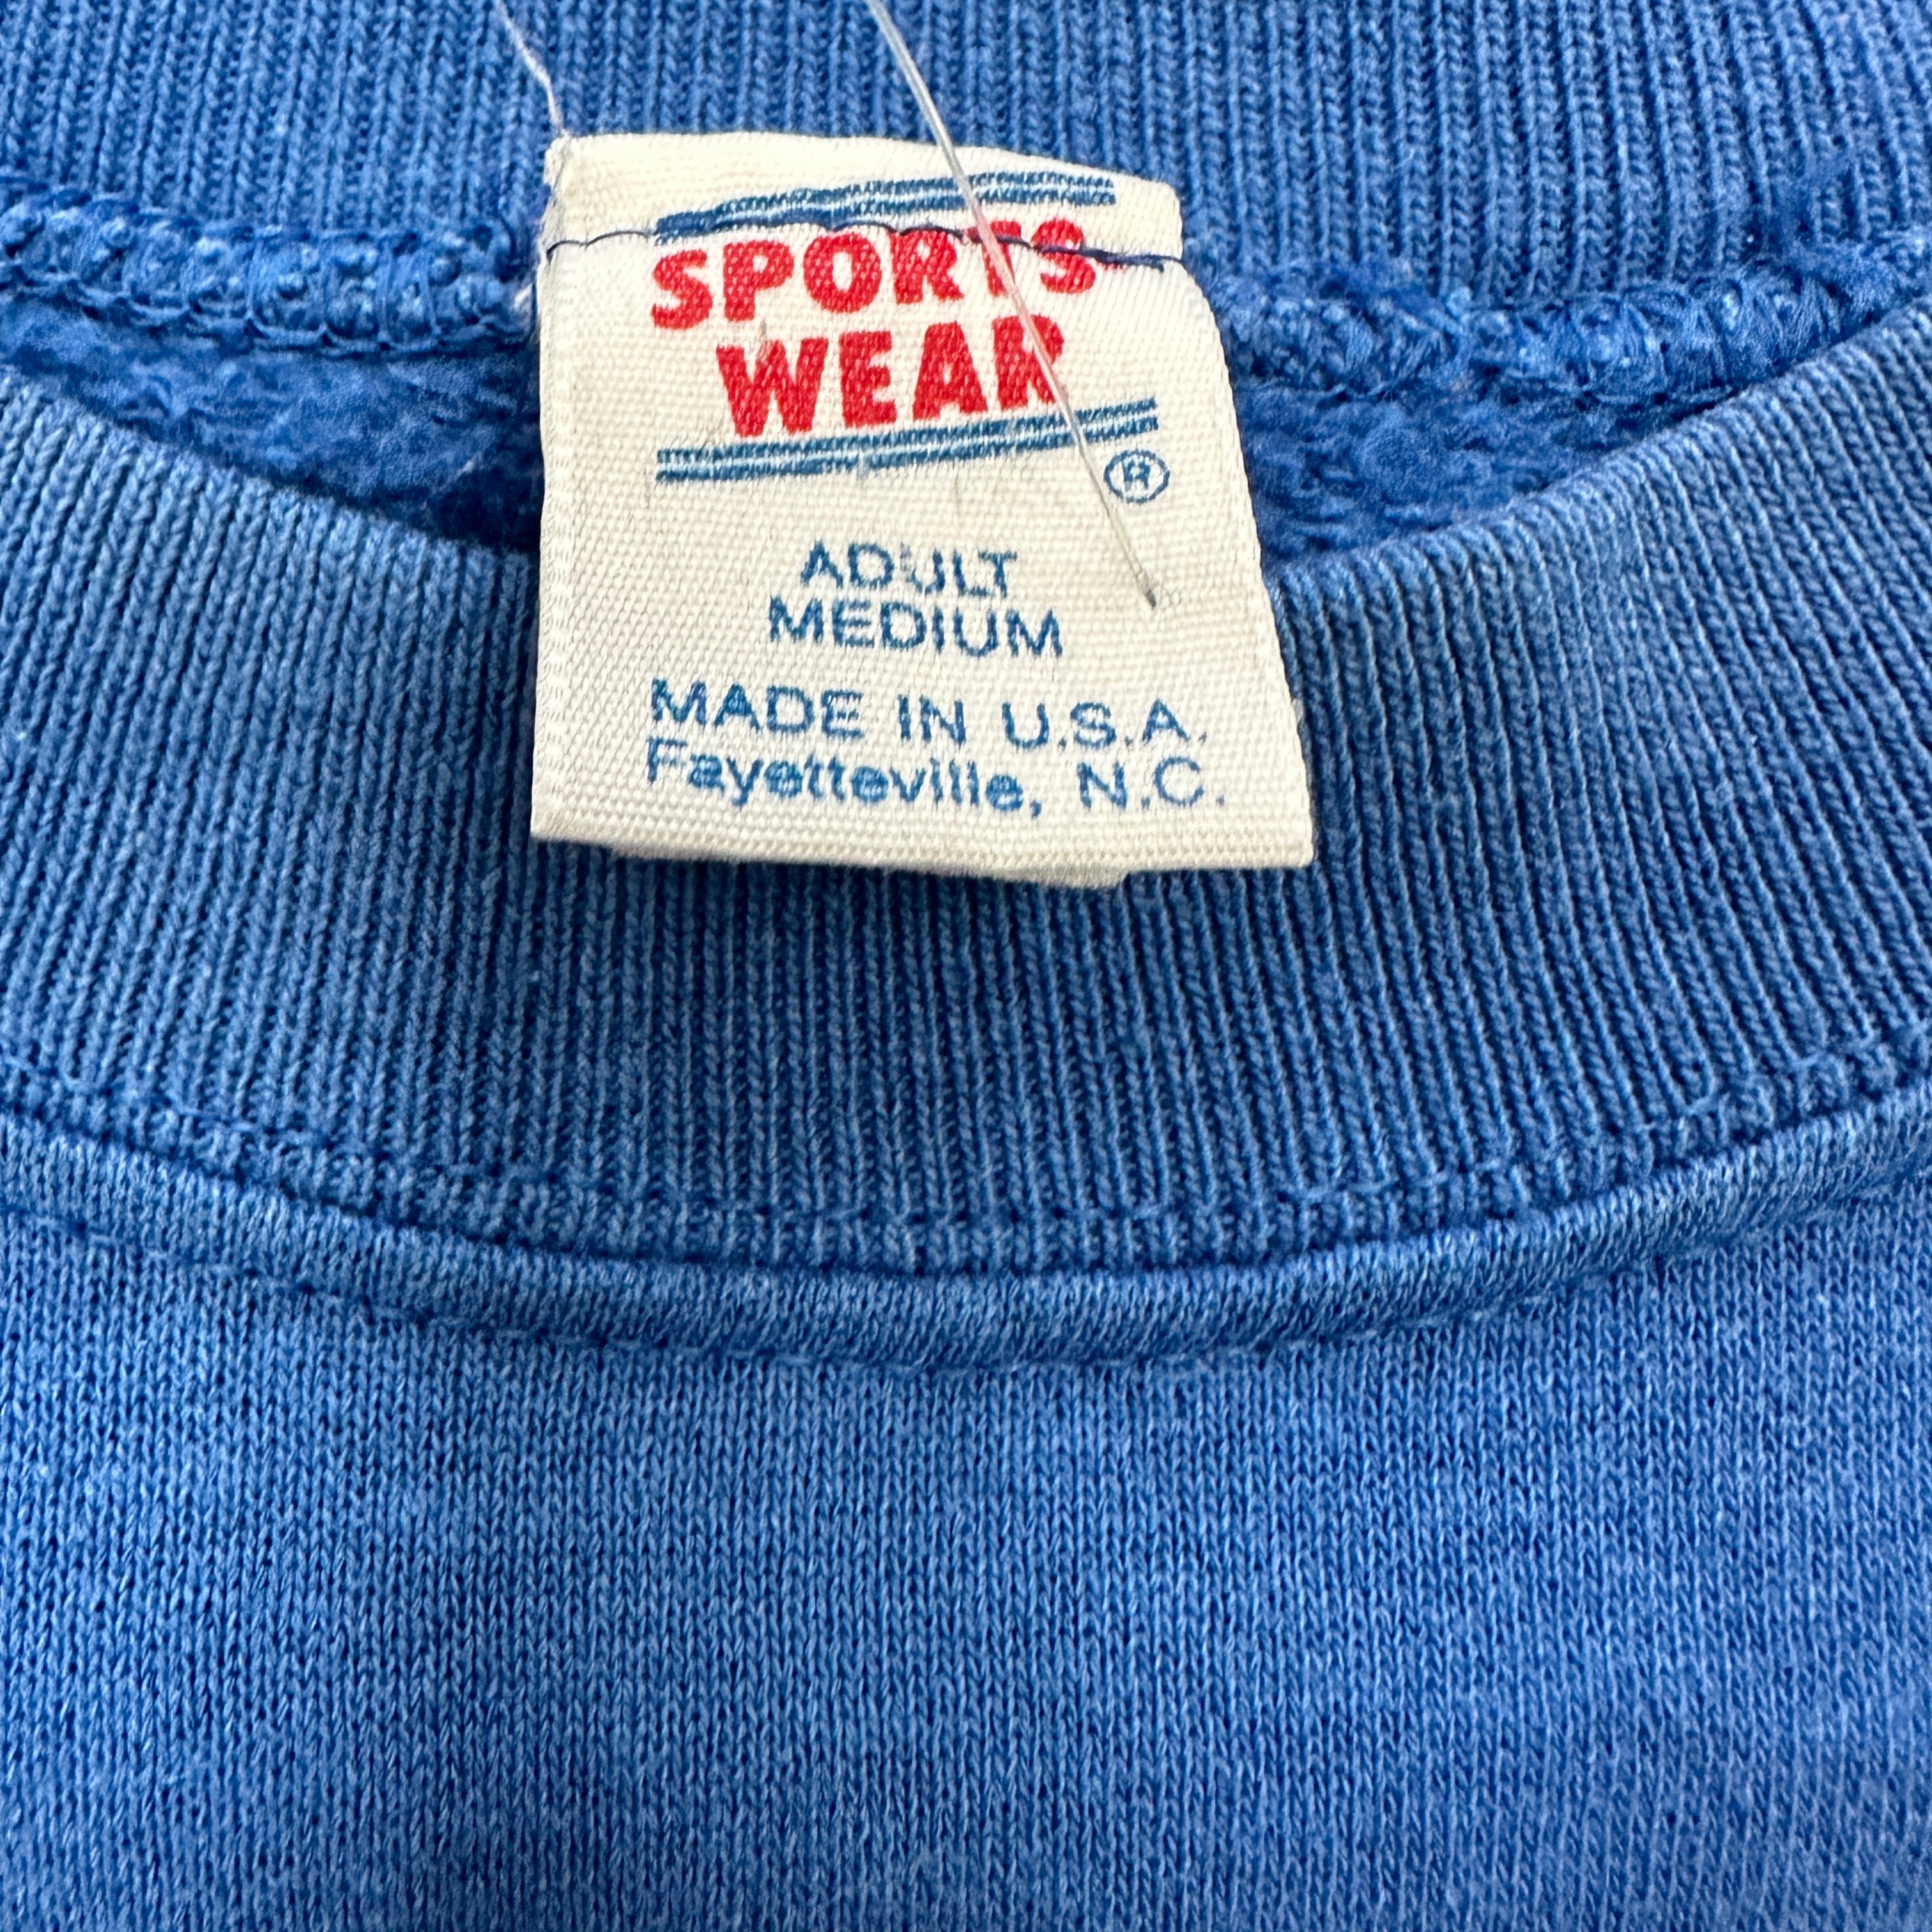 SPORTS
WEAR
®
ADULT
MEDIUM
MADE IN U.S.A.
Fayetteville, N.C.